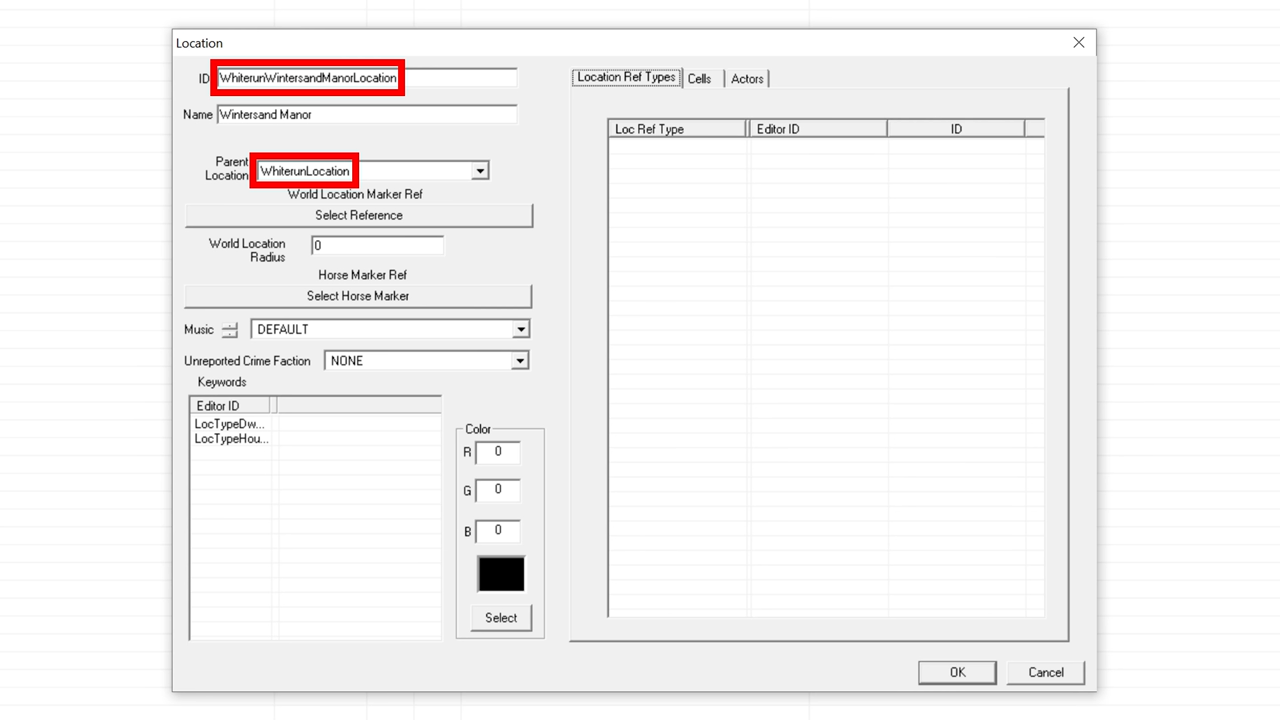 Location
ID WhiterunWintersandManorLocation
Name Wintersand Manor
Parent Location WhiterunLocation
World Location Marker Ref
Select Reference
World Location Radius 0
Horse Marker Ref
Select Horse Marker
Music DEFAULT
Unreported Crime Faction NONE
Keywords
Editor ID
LocTypeDw...
LocTypeHou...
Color
R 0
G 0
B 0
Select
Location Ref Types Cells Actors
Loc Ref Type Editor ID ID
OK Cancel